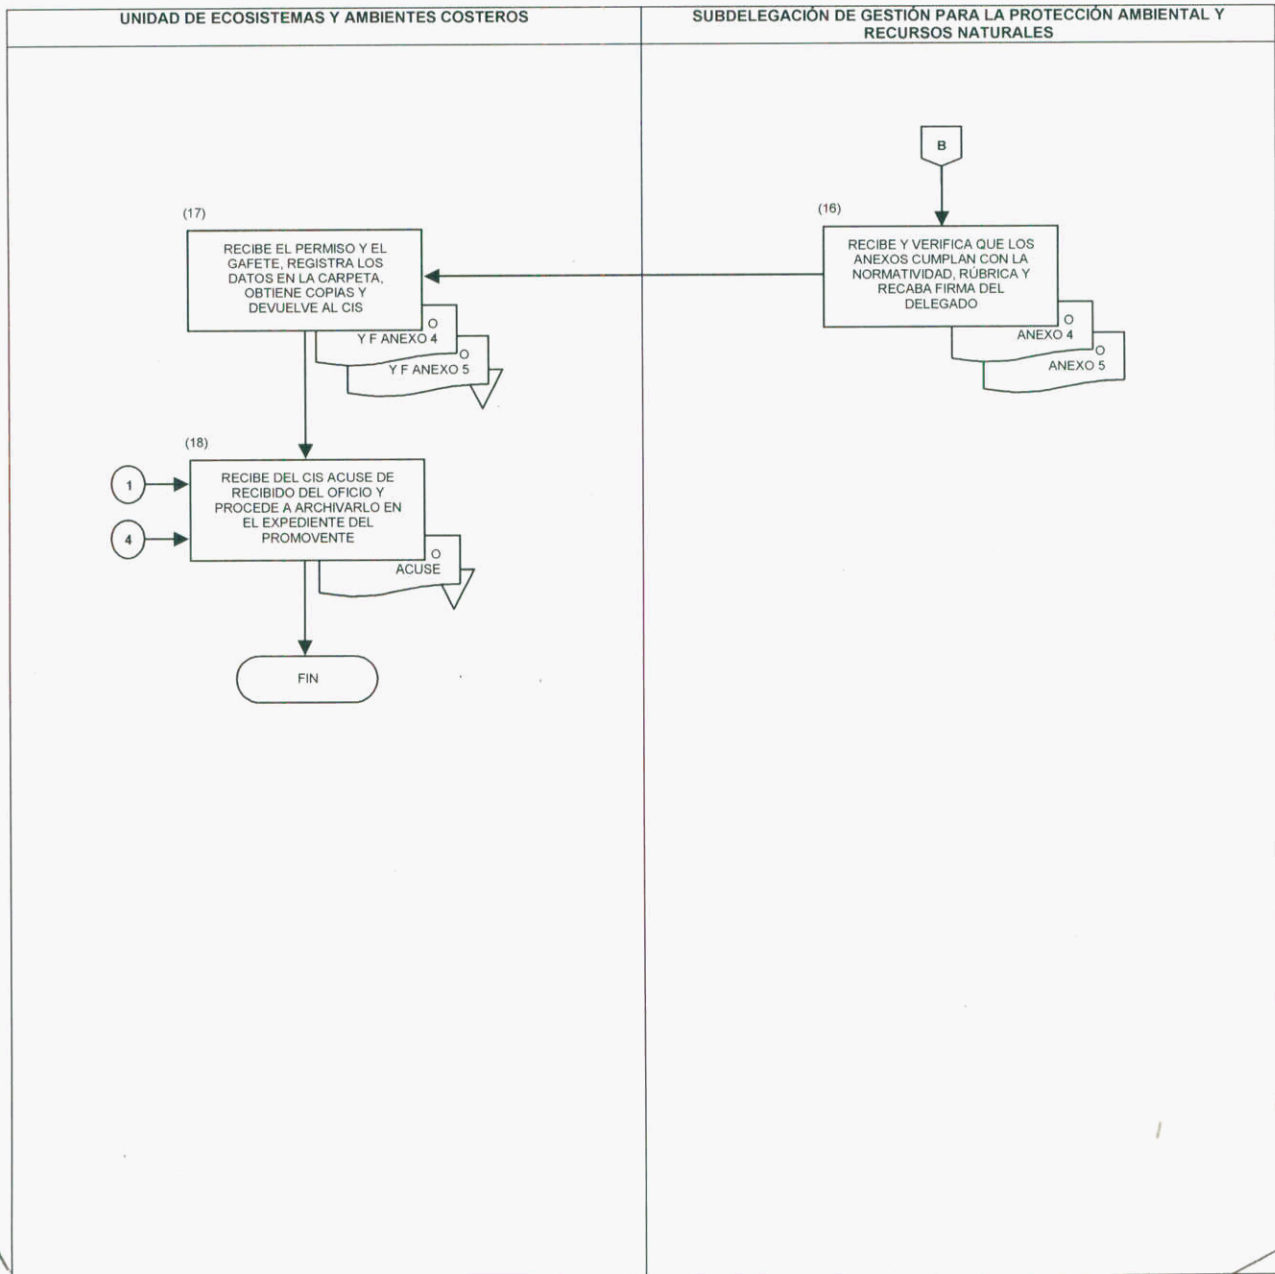 UNIDAD DE ECOSISTEMAS Y AMBIENTES COSTEROS
SUBDELEGACIÓN DE GESTIÓN PARA LA PROTECCIÓN AMBIENTAL Y
RECURSOS NATURALES
B
(16)
RECIBE Y VERIFICA QUE LOS
ANEXOS CUMPLAN CON LA
NORMATIVIDAD, RÚBRICA Y
RECABA FIRMA DEL
DELEGADO
O
ANEXO 4
O
ANEXO 5
(17)
RECIBE EL PERMISO Y EL
GAFETE, REGISTRA LOS
DATOS EN LA CARPETA,
OBTIENE COPIAS Y
DEVUELVE AL CIS
O
Y F ANEXO 4
O
Y F ANEXO 5
(18)
1
4
RECIBE DEL CIS ACUSE DE
RECIBIDO DEL OFICIO Y
PROCEDE A ARCHIVARLO EN
EL EXPEDIENTE DEL
PROMOVENTE
O
ACUSE
FIN